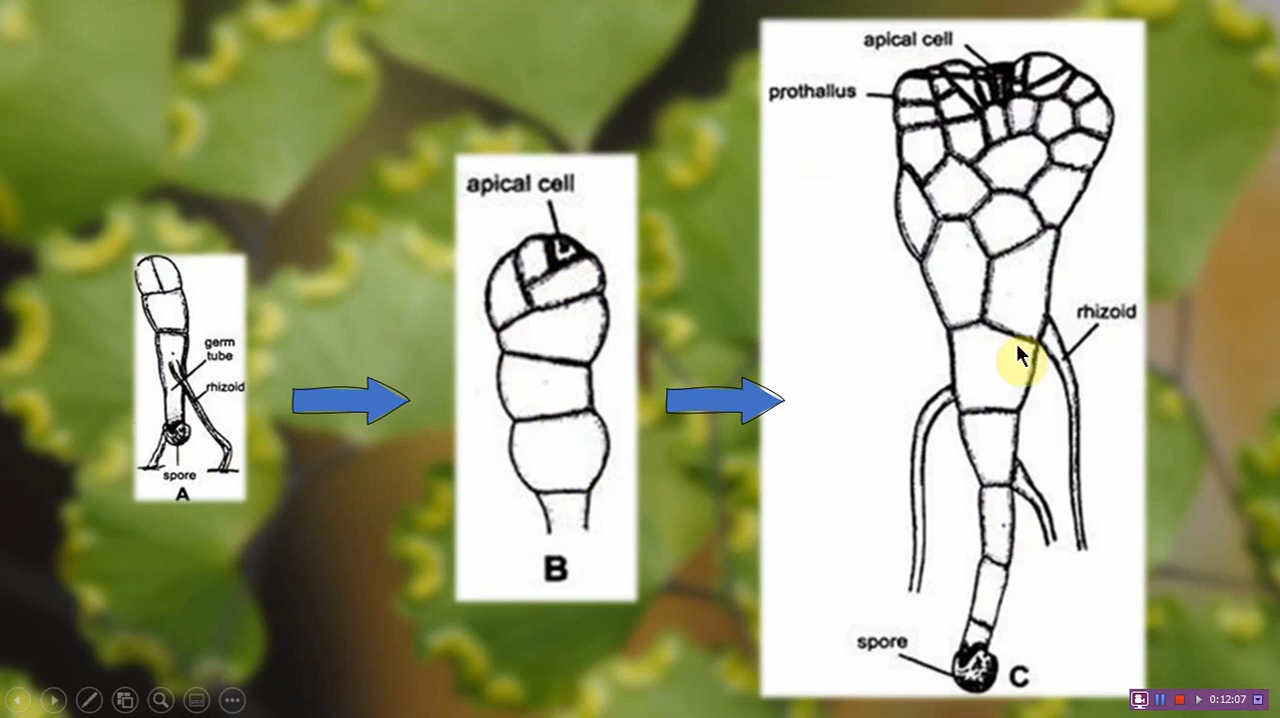 germ
tube
rhizoid
spore
A
apical cell
B
apical cell
prothallus
rhizoid
spore
C
0:12:07